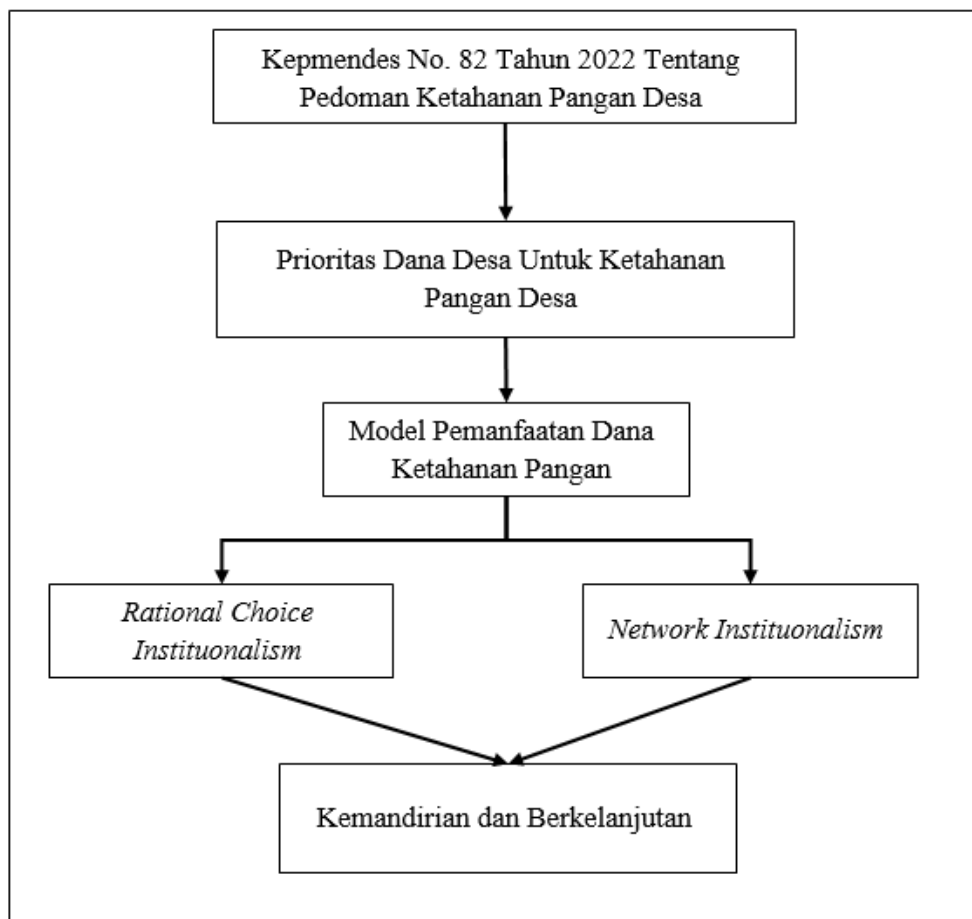 Kepmendes No. 82 Tahun 2022 Tentang
Pedoman Ketahanan Pangan Desa
Prioritas Dana Desa Untuk Ketahanan
Pangan Desa
Model Pemanfaatan Dana
Ketahanan Pangan
Rational Choice
Instituonalism
Network Instituonalism
Kemandirian dan Berkelanjutan